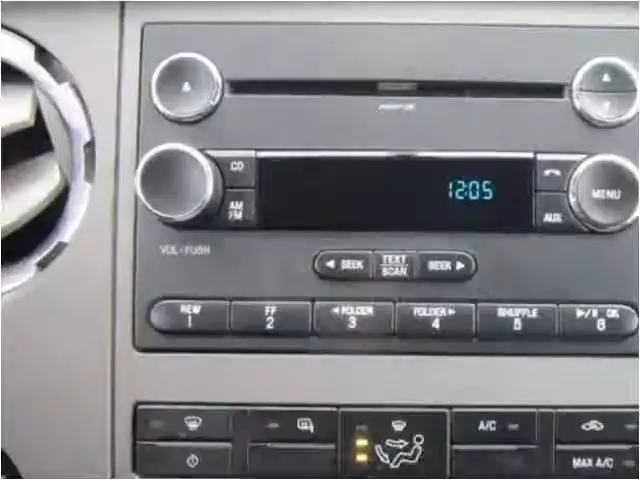 CD
12:05
MENU
AM
FM
AUX
VOL - PUSH
◄ SEEK TEXT SCAN SEEK ►
REW FF ◄ FOLDER FOLDER ► SHUFFLE ►/II OK
1 2 3 4 5 6
A/C
MAX A/C